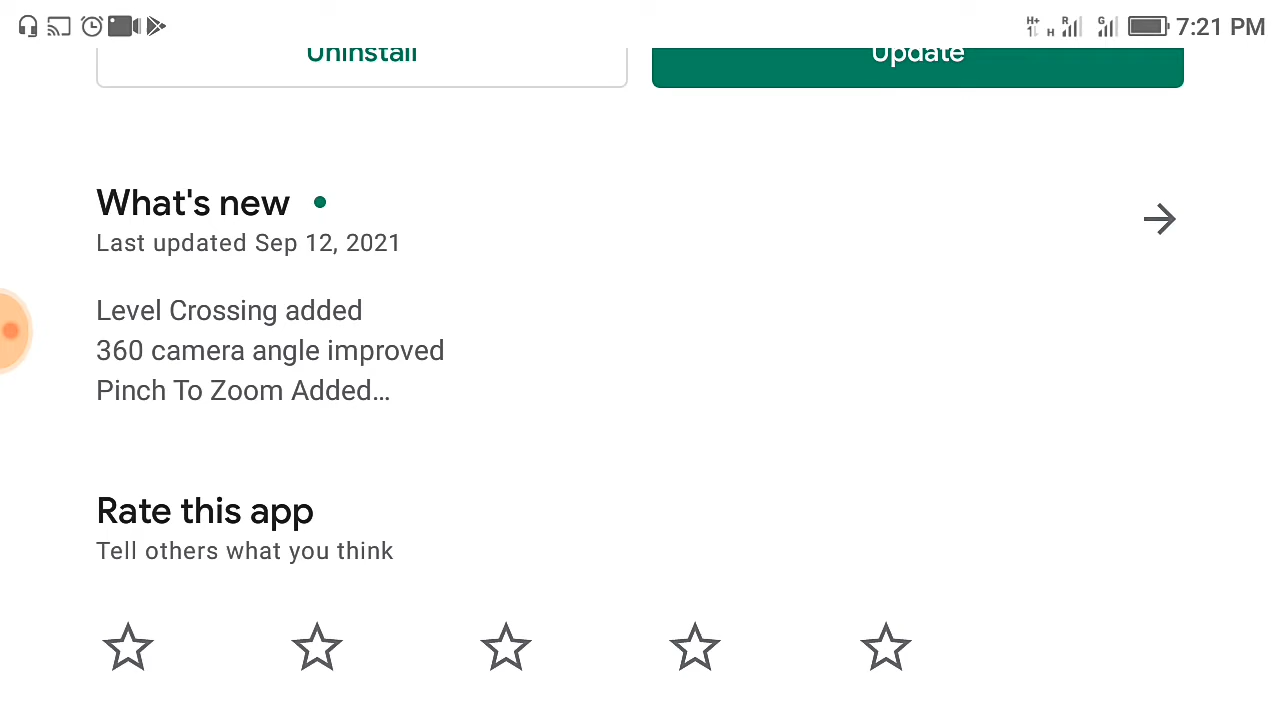 H+ H R G 7:21 PM
Uninstall Update
What's new
Last updated Sep 12, 2021
Level Crossing added
360 camera angle improved
Pinch To Zoom Added...
Rate this app
Tell others what you think